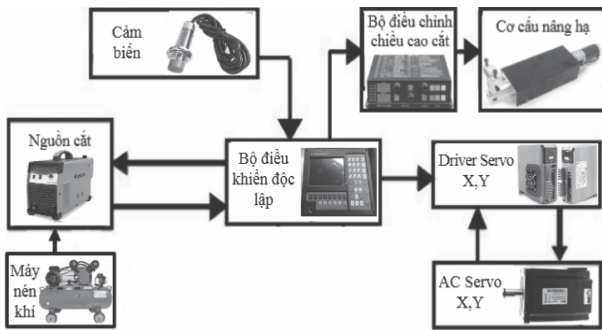 Cảm
biến
Bộ điều chỉnh
chiều cao cắt
Cơ cấu nâng hạ
Nguồn cắt
Bộ điều
khiển độc
lập
Driver Servo
X,Y
Máy
nén
khí
AC Servo
X,Y